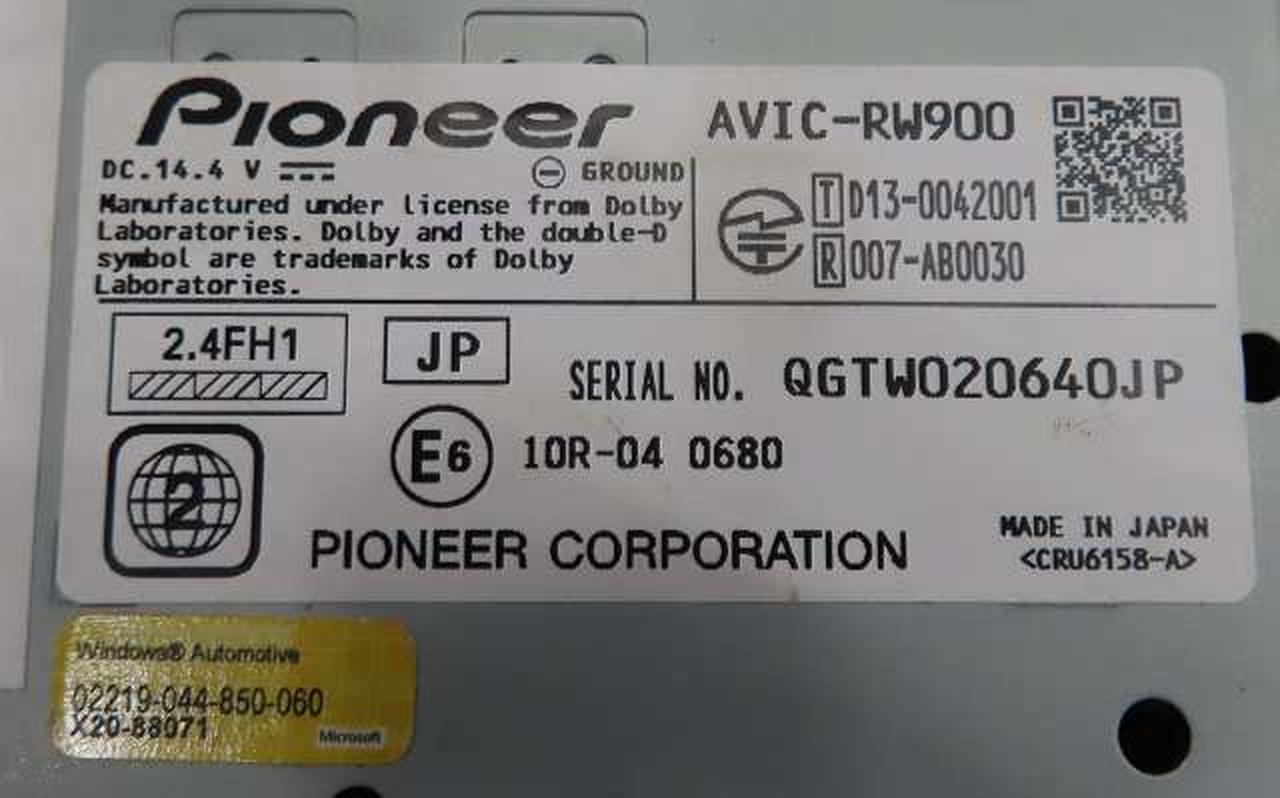 Pioneer AVIC-RW900
DC.14.4 V GROUND
Manufactured under license from Dolby
Laboratories. Dolby and the double-D
symbol are trademarks of Dolby
Laboratories.
T D13-0042001
R 007-AB0030
2.4FH1
JP
SERIAL NO. QGTW020640JP
E6 10R-04 0680
2
PIONEER CORPORATION
MADE IN JAPAN
<CRU6158-A>
Windows® Automotive
02219-044-850-060
X20-88071
Microsoft